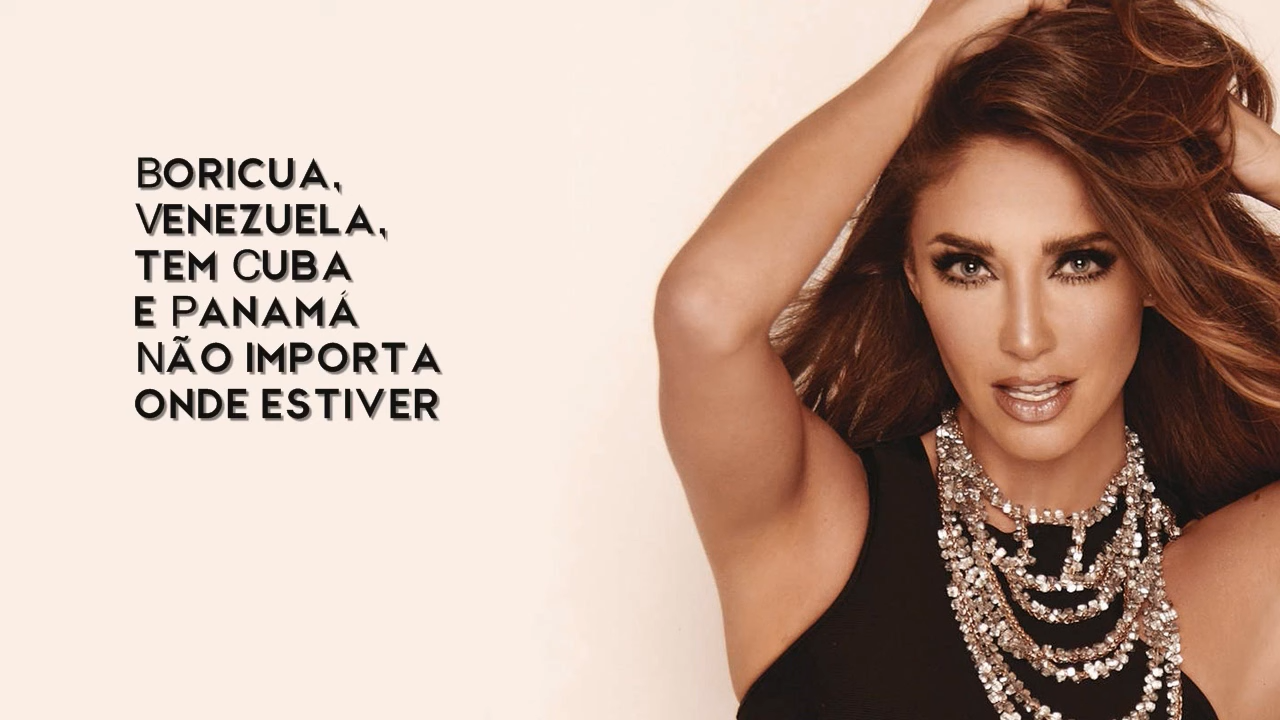 BORICUA,
VENEZUELA,
TEM CUBA
E PANAMÁ
NÃO IMPORTA
ONDE ESTIVER